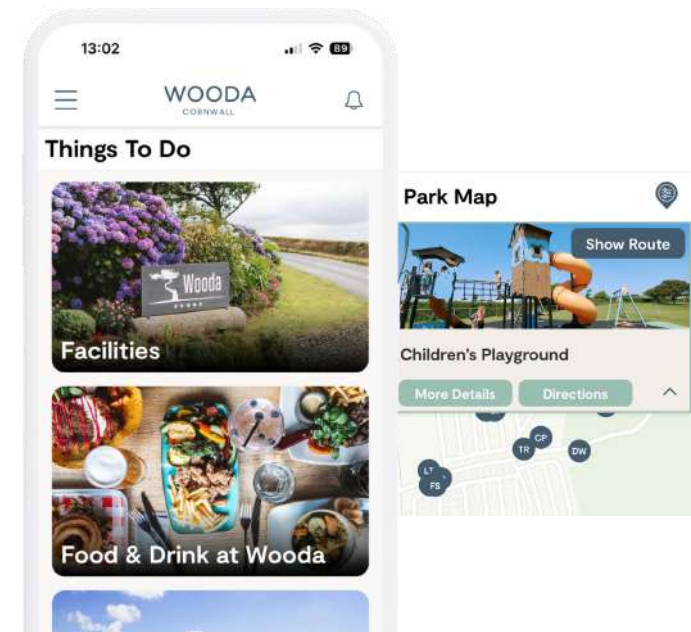 13:02
89
WOODA
CORNWALL
Things To Do
Wooda
Facilities
Food & Drink at Wooda
Park Map
Show Route
Children's Playground
More Details
Directions
CP
TR
DW
LT
FS